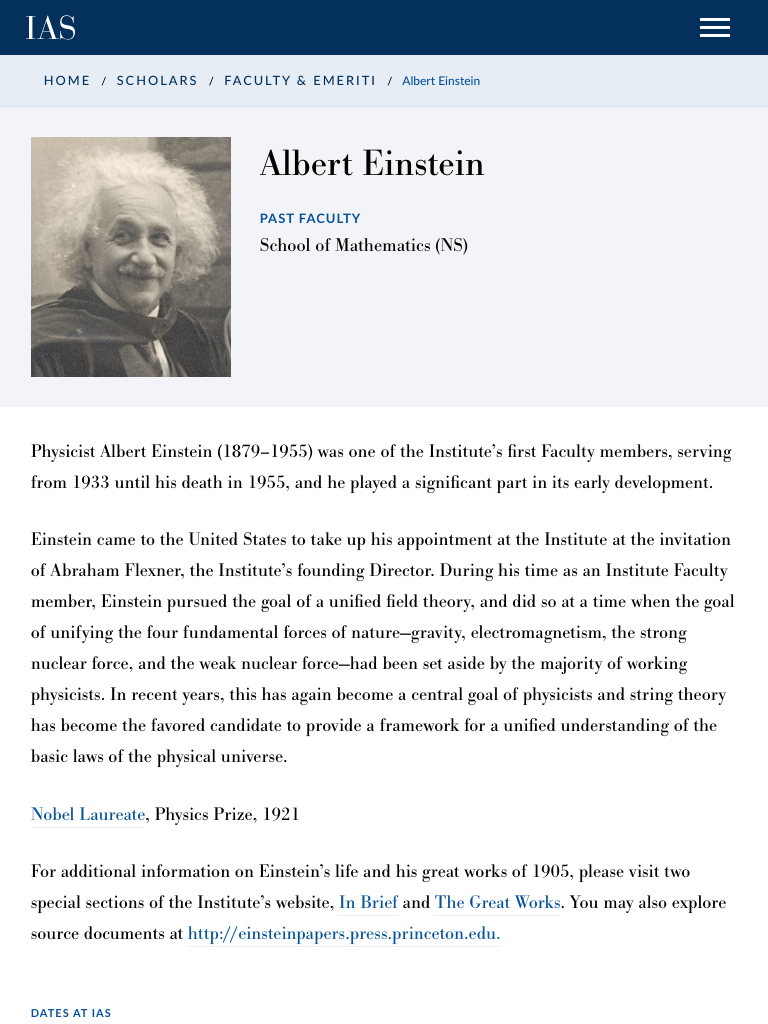 IAS
HOME / SCHOLARS / FACULTY & EMERITI / Albert Einstein
Albert Einstein
PAST FACULTY
School of Mathematics (NS)
Physicist Albert Einstein (1879–1955) was one of the Institute’s first Faculty members, serving
from 1933 until his death in 1955, and he played a significant part in its early development.
Einstein came to the United States to take up his appointment at the Institute at the invitation
of Abraham Flexner, the Institute’s founding Director. During his time as an Institute Faculty
member, Einstein pursued the goal of a unified field theory, and did so at a time when the goal
of unifying the four fundamental forces of nature—gravity, electromagnetism, the strong
nuclear force, and the weak nuclear force—had been set aside by the majority of working
physicists. In recent years, this has again become a central goal of physicists and string theory
has become the favored candidate to provide a framework for a unified understanding of the
basic laws of the physical universe.
Nobel Laureate, Physics Prize, 1921
For additional information on Einstein’s life and his great works of 1905, please visit two
special sections of the Institute’s website, In Brief and The Great Works. You may also explore
source documents at http://einsteinpapers.press.princeton.edu.
DATES AT IAS